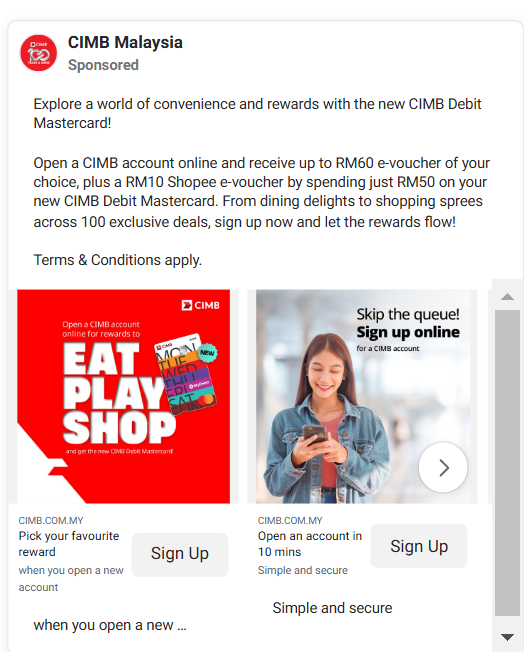 CIMB Malaysia
Sponsored
Explore a world of convenience and rewards with the new CIMB Debit
Mastercard!
Open a CIMB account online and receive up to RM60 e-voucher of your
choice, plus a RM10 Shopee e-voucher by spending just RM50 on your
new CIMB Debit Mastercard. From dining delights to shopping sprees
across 100 exclusive deals, sign up now and let the rewards flow!
Terms & Conditions apply.
CIMB
Open a CIMB account
online for rewards to
EAT
PLAY
SHOP
and get the new CIMB Debit Mastercard!
NEW
MON
TUE
WED
THU
FRI
SAT
Skip the queue!
Sign up online
for a CIMB account
CIMB.COM.MY
Pick your favourite
reward
when you open a new
account
Sign Up
when you open a new ...
CIMB.COM.MY
Open an account in
10 mins
Simple and secure
Sign Up
Simple and secure